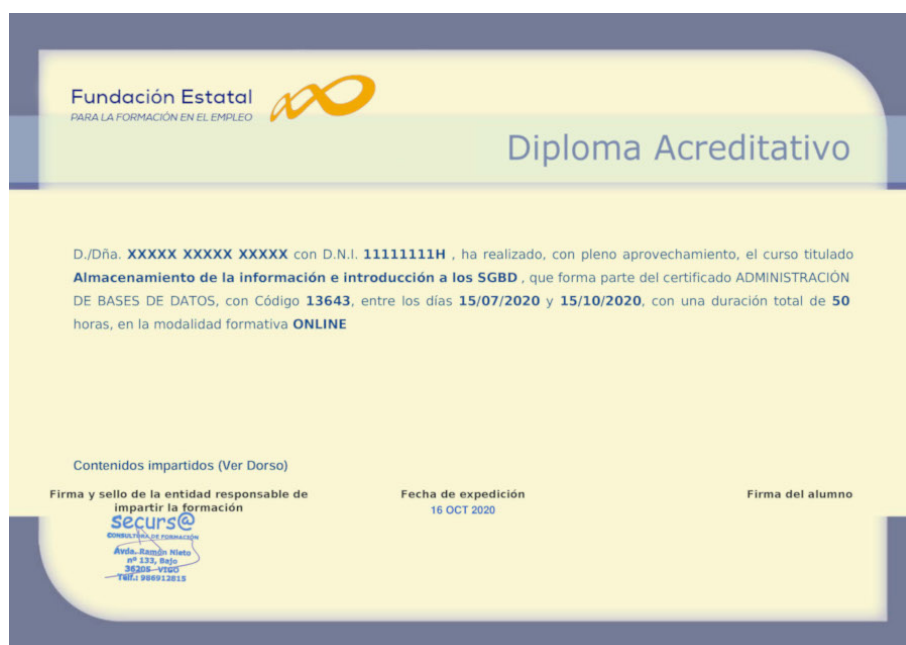 Fundación Estatal
PARA LA FORMACIÓN EN EL EMPLEO
Diploma Acreditativo
D./Dña. XXXXX XXXXX XXXXX con D.N.I. 11111111H , ha realizado, con pleno aprovechamiento, el curso titulado
Almacenamiento de la información e introducción a los SGBD , que forma parte del certificado ADMINISTRACIÓN
DE BASES DE DATOS, con Código 13643, entre los días 15/07/2020 y 15/10/2020, con una duración total de 50
horas, en la modalidad formativa ONLINE
Contenidos impartidos (Ver Dorso)
Firma y sello de la entidad responsable de
impartir la formación
Fecha de expedición
16 OCT 2020
Firma del alumno
securs@
CONSULTORA DE FORMACIÓN
Avda. Ramón Nieto
nº 133, Bajo
36205 VIGO
Telf.: 986912815